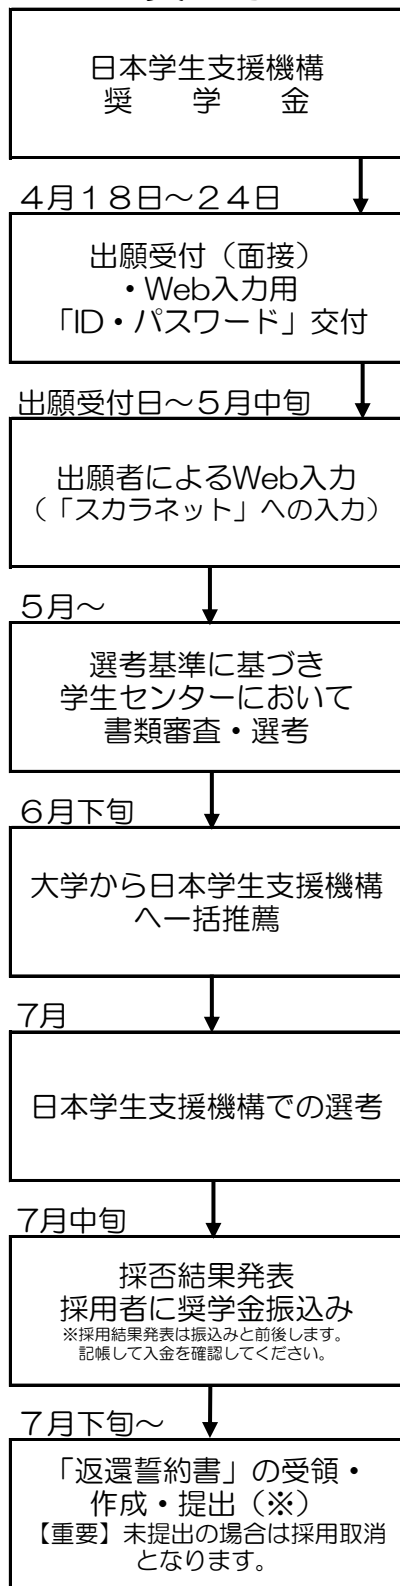 日本学生支援機構
奨　学　金
4月18日～24日
出願受付（面接）
・Web入力用
「ID・パスワード」交付
出願受付日～5月中旬
出願者によるWeb入力
（「スカラネット」への入力）
5月～
選考基準に基づき
学生センターにおいて
書類審査・選考
6月下旬
大学から日本学生支援機構
へ一括推薦
7月
日本学生支援機構での選考
7月中旬
採否結果発表
採用者に奨学金振込み
※採用結果発表は振込みと前後します。
記帳して入金を確認してください。
7月下旬～
「返還誓約書」の受領・
作成・提出（※）
【重要】未提出の場合は採用取消
となります。